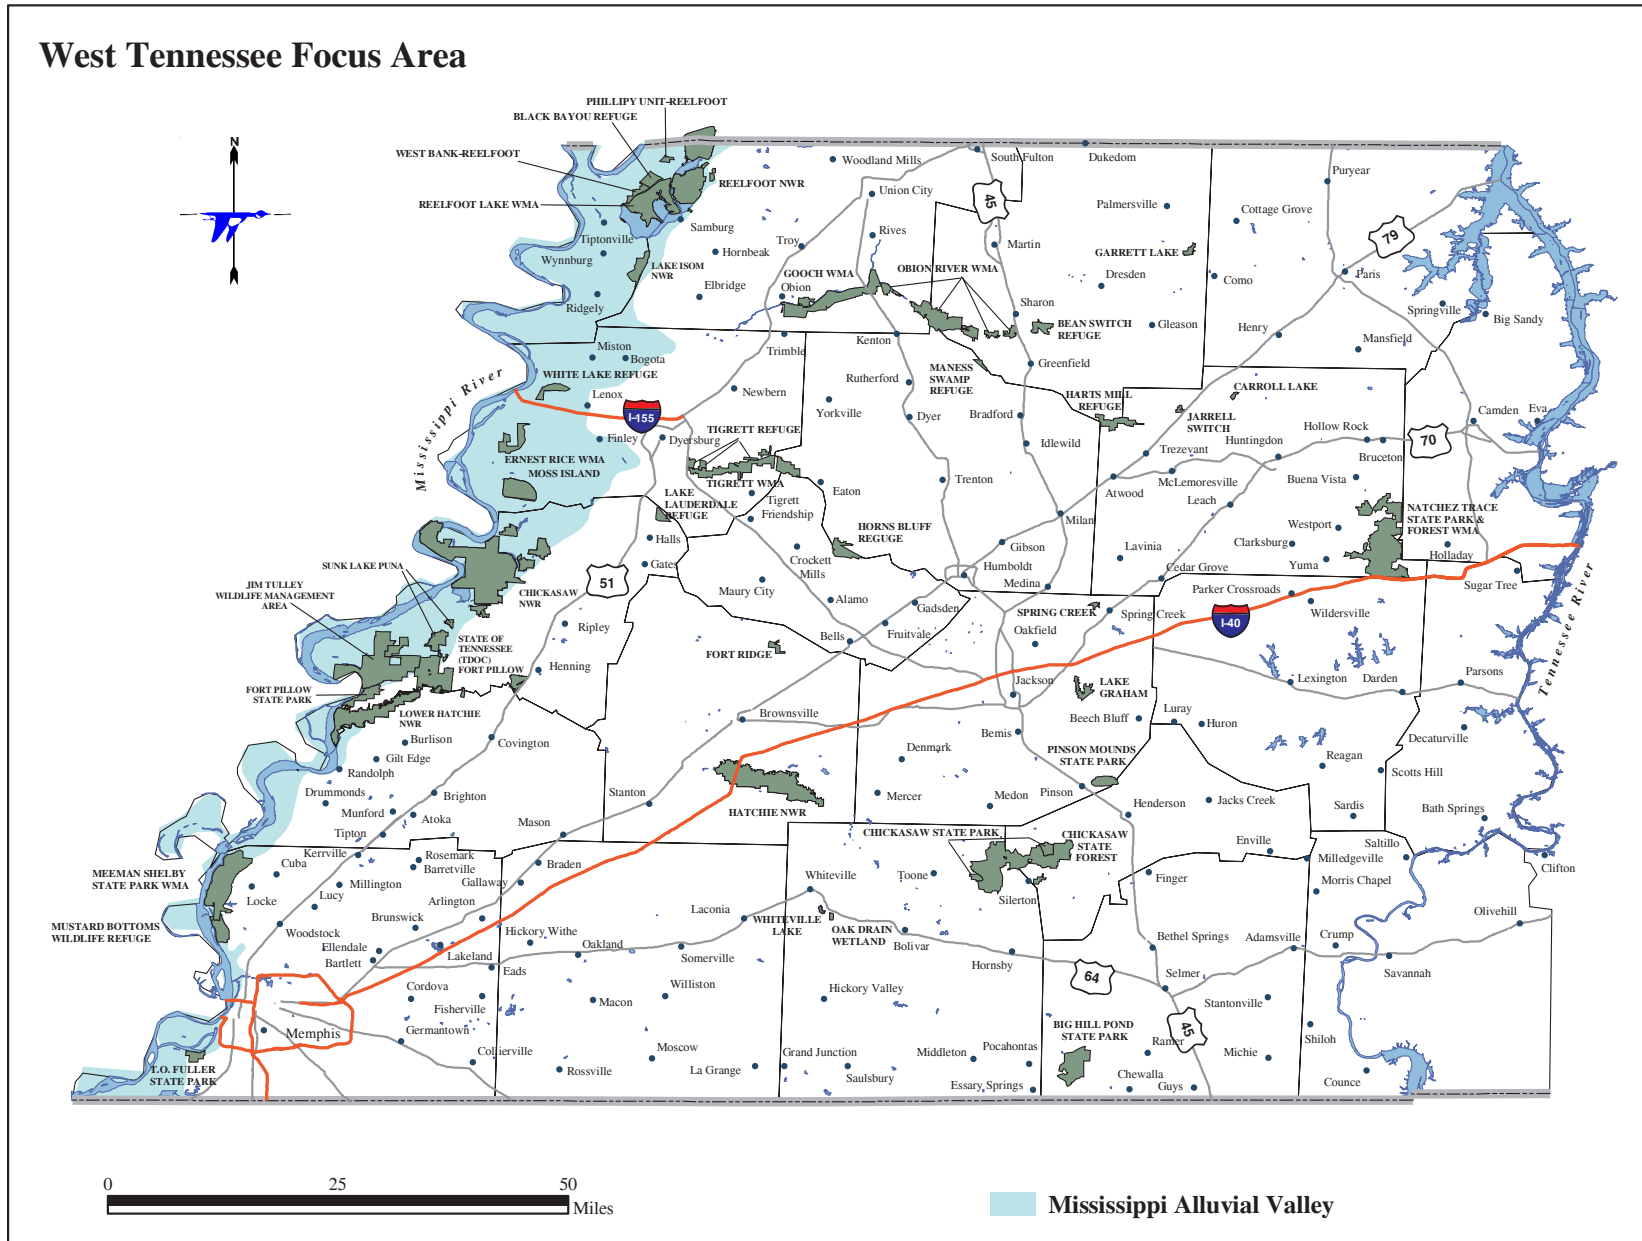 West Tennessee Focus Area
PHILLIPY UNIT–REELFOOT
BLACK BAYOU REFUGE
WEST BANK–REELFOOT
REELFOOT NWR
REELFOOT LAKE WMA
N
Woodland Mills
South Fulton
Dukedom
Puryear
Union City
45
Palmersville
Cottage Grove
79
Samburg
Tiptonville
Troy
Rives
Martin
Wynnburg
Hornbeak
GARRETT LAKE
LAKE ISOM
NWR
GOOCH WMA
OBION RIVER WMA
Dresden
Como
Paris
Elbridge
Obion
Ridgely
Sharon
Springville
Big Sandy
BEAN SWITCH
REFUGE
Gleason
Henry
Mansfield
Miston
Bogota
Trimble
Kenton
Greenfield
WHITE LAKE REFUGE
MANESS
SWAMP
REFUGE
Mississippi River
Lenox
I-155
Newbern
Rutherford
Yorkville
Dyer
Bradford
HARTS MILL
REFUGE
CARROLL LAKE
JARRELL
SWITCH
Camden
Eva
Finley
Dyersburg
TIGRETT REFUGE
Idlewild
Huntingdon
Hollow Rock
70
Bruceton
ERNEST RICE WMA
MOSS ISLAND
TIGRETT WMA
Trezevant
McLemoresville
Buena Vista
Trenton
Atwood
Leach
LAKE
LAUDERDALE
REFUGE
Tigrett
Friendship
Eaton
NATCHEZ TRACE
STATE PARK &
FOREST WMA
Milan
Westport
Halls
HORNS BLUFF
REGUGE
Gibson
Lavinia
Clarksburg
Holladay
SUNK LAKE PUNA
Gates
Crockett
Mills
Humboldt
Cedar Grove
Yuma
JIM TULLEY
WILDLIFE MANAGEMENT
AREA
51
Maury City
Medina
Parker Crossroads
Sugar Tree
CHICKASAW
NWR
Alamo
Gadsden
SPRING CREEK
Spring Creek
I-40
Wildersville
Ripley
Bells
Fruitvale
Oakfield
Tennessee River
STATE OF
TENNESSEE
(TDOC)
FORT PILLOW
FORT RIDGE
Henning
Jackson
LAKE
GRAHAM
Lexington
Darden
Parsons
FORT PILLOW
STATE PARK
LOWER HATCHIE
NWR
Brownsville
Beech Bluff
Luray
Huron
Burlison
Covington
Bemis
Decaturville
Gilt Edge
Denmark
PINSON MOUNDS
STATE PARK
Reagan
Scotts Hill
Randolph
Drummonds
Brighton
Stanton
Mercer
Medon
Pinson
Henderson
Jacks Creek
Sardis
Bath Springs
Munford
Atoka
HATCHIE NWR
Tipton
Mason
CHICKASAW STATE PARK
CHICKASAW
STATE
FOREST
Enville
Saltillo
Kerrville
Rosemark
Barretville
Milledgeville
Clifton
Cuba
Braden
MEEMAN SHELBY
STATE PARK WMA
Millington
Gallaway
Whiteville
Toone
Finger
Morris Chapel
Locke
Lucy
Arlington
Silerton
Brunswick
Laconia
WHITEVILLE
LAKE
OAK DRAIN
WETLAND
Olivehill
MUSTARD BOTTOMS
WILDLIFE REFUGE
Woodstock
Hickory Withe
Bolivar
Bethel Springs
Adamsville
Crump
Ellendale
Bartlett
Lakeland
Oakland
Somerville
Eads
Hornsby
64
Selmer
Savannah
Cordova
Macon
Williston
Hickory Valley
Stantonville
Fisherville
Germantown
Memphis
BIG HILL POND
STATE PARK
45
Ramer
Shiloh
Collierville
Moscow
Grand Junction
Middleton
Pocahontas
Michie
T.O. FULLER
STATE PARK
Rossville
La Grange
Saulsbury
Essary Springs
Chewalla
Guys
Counce
0 25 50
Miles
Mississippi Alluvial Valley